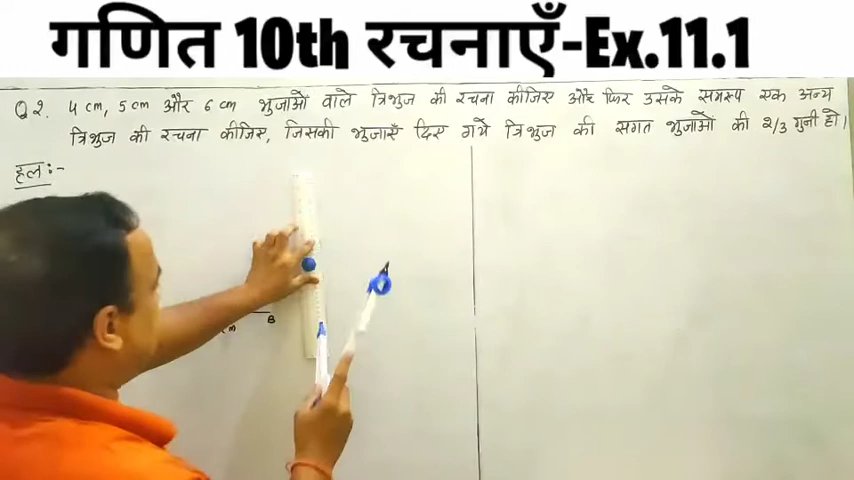 गणित 10th रचनाएँ-Ex.11.1
Q 2. 4 cm, 5 cm और 6 cm भुजाओं वाले त्रिभुज की रचना कीजिए और फिर उसके समरूप एक अन्य
त्रिभुज की रचना कीजिए, जिसकी भुजाएँ दिए गये त्रिभुज की संगत भुजाओं की 2/3 गुनी हो।
हल:-
m B